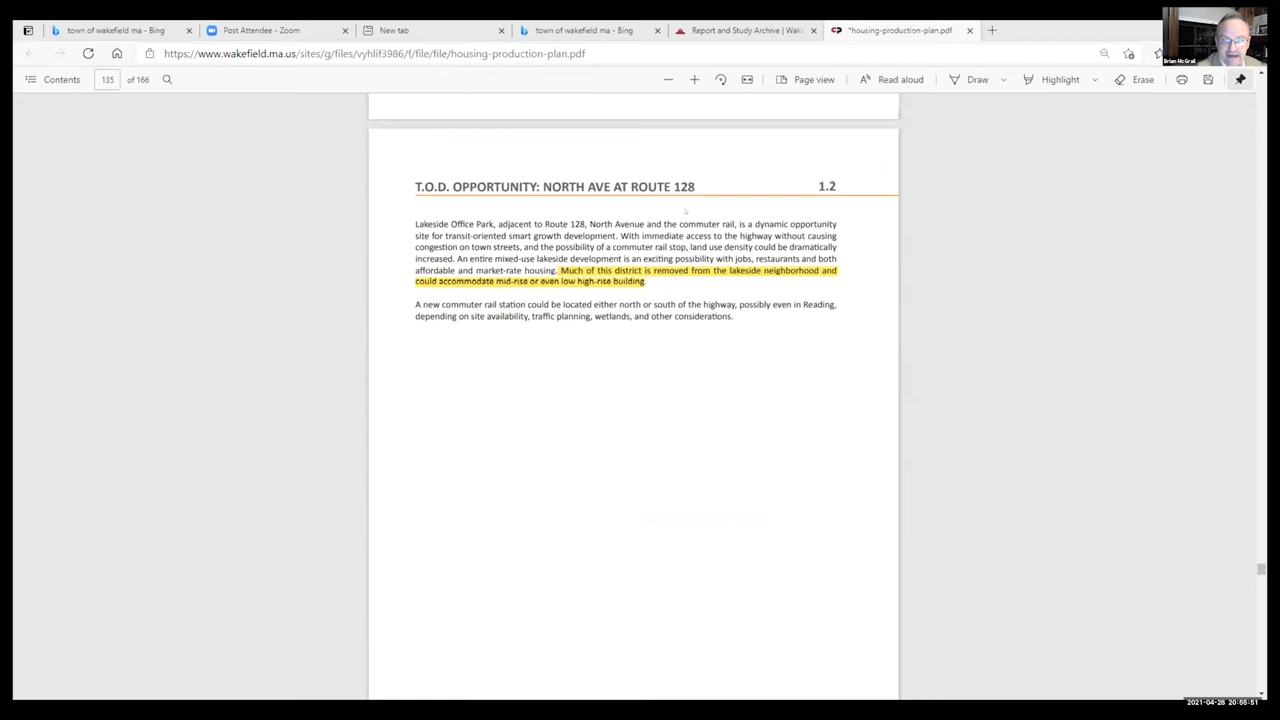 town of wakefield ma - Bing
Post Attendee - Zoom
New tab
town of wakefield ma - Bing
Report and Study Archive | Wake
*housing-production-plan.pdf
https://www.wakefield.ma.us/sites/g/files/vyhlif3986/f/file/file/housing-production-plan.pdf
Brian McGrail
Contents
135 of 166
Page view
Read aloud
Draw
Highlight
Erase
T.O.D. OPPORTUNITY: NORTH AVE AT ROUTE 128 1.2
Lakeside Office Park, adjacent to Route 128, North Avenue and the commuter rail, is a dynamic opportunity
site for transit-oriented smart growth development. With immediate access to the highway without causing
congestion on town streets, and the possibility of a commuter rail stop, land use density could be dramatically
increased. An entire mixed-use lakeside development is an exciting possibility with jobs, restaurants and both
affordable and market-rate housing. Much of this district is removed from the lakeside neighborhood and
could accommodate mid-rise or even low high-rise building.
A new commuter rail station could be located either north or south of the highway, possibly even in Reading,
depending on site availability, traffic planning, wetlands, and other considerations.
2021-04-28 20:55:51